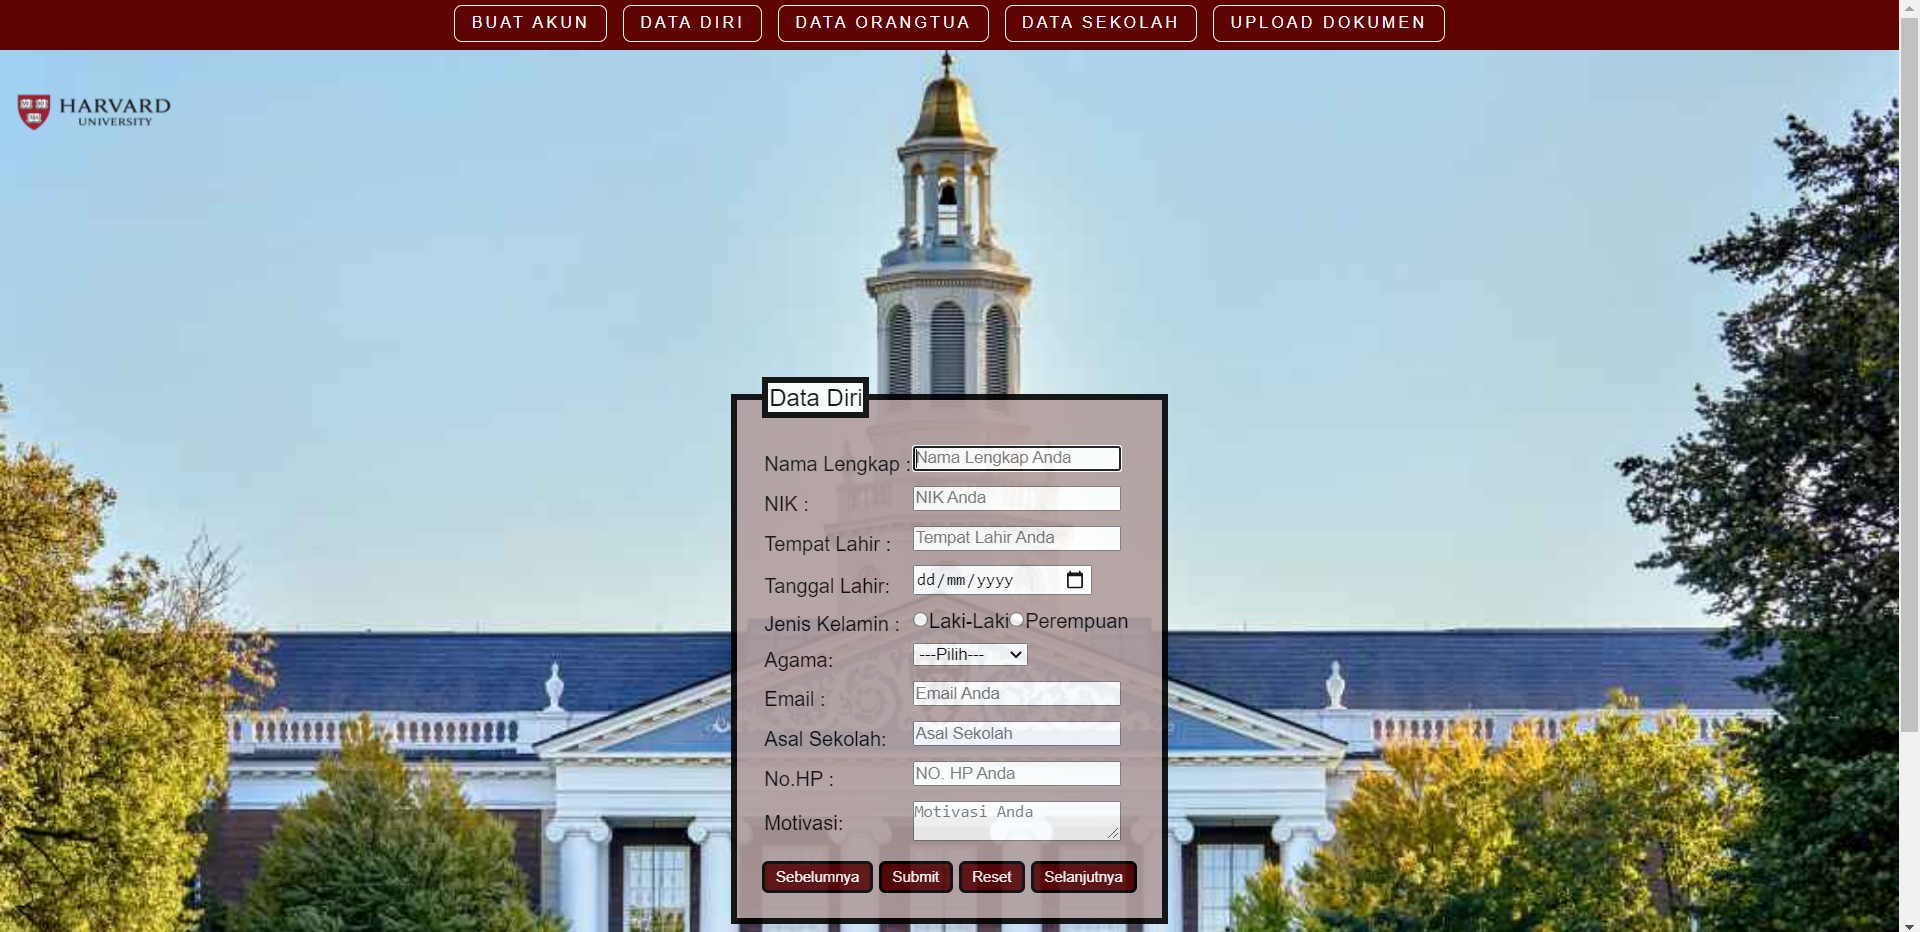 BUAT AKUN DATA DIRI DATA ORANGTUA DATA SEKOLAH UPLOAD DOKUMEN
HARVARD
UNIVERSITY
Data Diri
Nama Lengkap : Nama Lengkap Anda
NIK : NIK Anda
Tempat Lahir : Tempat Lahir Anda
Tanggal Lahir: dd/mm/yyyy
Jenis Kelamin : Laki-Laki Perempuan
Agama: ---Pilih---
Email : Email Anda
Asal Sekolah: Asal Sekolah
No.HP : NO. HP Anda
Motivasi: Motivasi Anda
Sebelumnya Submit Reset Selanjutnya